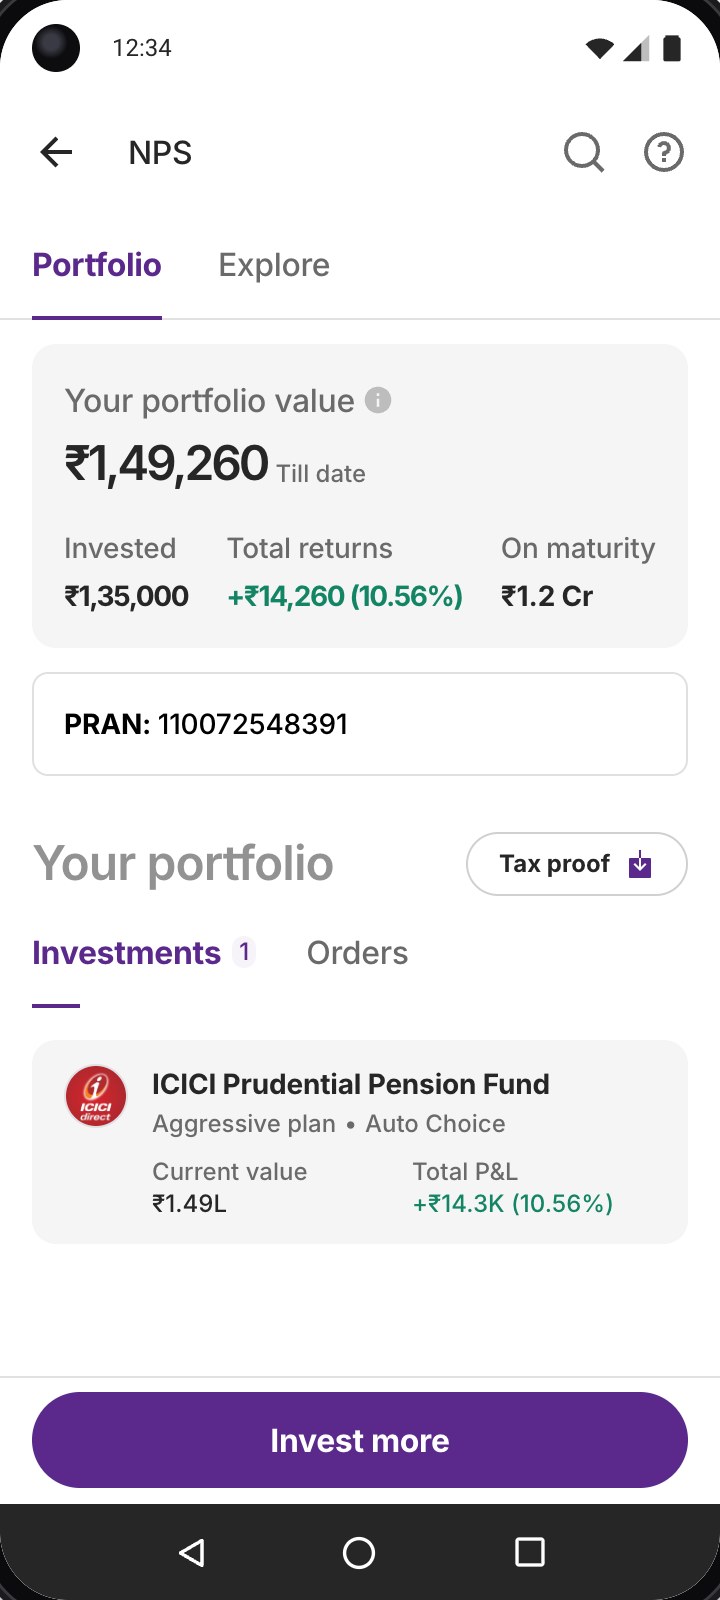 12:34
NPS
Portfolio Explore
Your portfolio value
₹1,49,260 Till date
Invested Total returns On maturity
₹1,35,000 +₹14,260 (10.56%) ₹1.2 Cr
PRAN: 110072548391
Your portfolio Tax proof
Investments 1 Orders
ICICI Prudential Pension Fund
ICICI
direct
Aggressive plan • Auto Choice
Current value Total P&L
₹1.49L +₹14.3K (10.56%)
Invest more